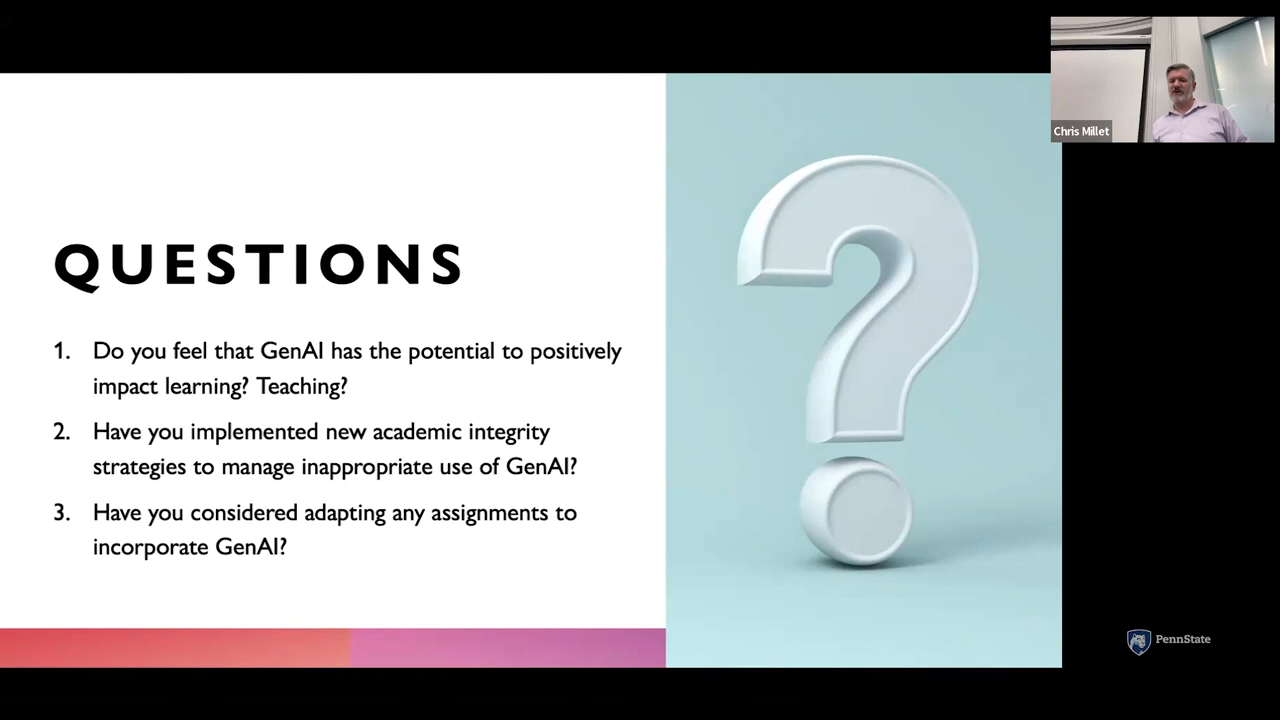 Chris Millet
QUESTIONS
1. Do you feel that GenAI has the potential to positively
impact learning? Teaching?
2. Have you implemented new academic integrity
strategies to manage inappropriate use of GenAI?
3. Have you considered adapting any assignments to
incorporate GenAI?
PennState